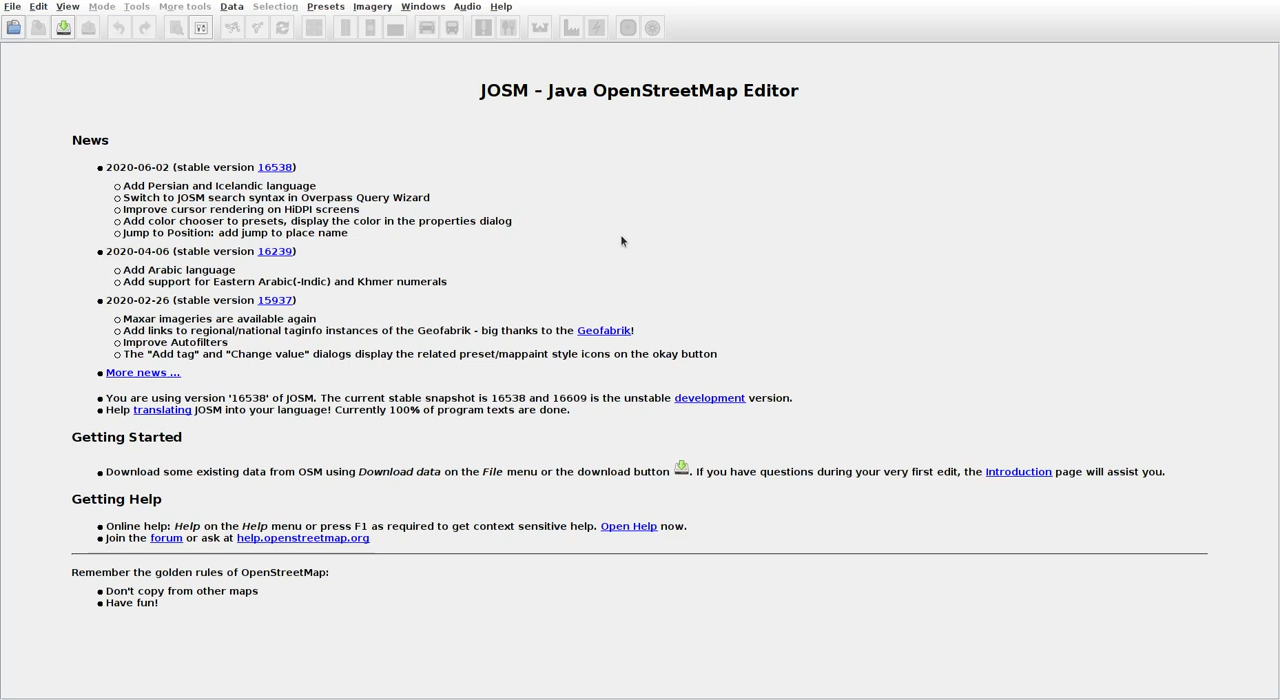 File Edit View Mode Tools More tools Data Selection Presets Imagery Windows Audio Help
JOSM – Java OpenStreetMap Editor
News
2020-06-02 (stable version 16538)
Add Persian and Icelandic language
Switch to JOSM search syntax in Overpass Query Wizard
Improve cursor rendering on HiDPI screens
Add color chooser to presets, display the color in the properties dialog
Jump to Position: add jump to place name
2020-04-06 (stable version 16239)
Add Arabic language
Add support for Eastern Arabic(-Indic) and Khmer numerals
2020-02-26 (stable version 15937)
Maxar imageries are available again
Add links to regional/national taginfo instances of the Geofabrik - big thanks to the Geofabrik!
Improve Autofilters
The "Add tag" and "Change value" dialogs display the related preset/mappaint style icons on the okay button
More news ...
You are using version '16538' of JOSM. The current stable snapshot is 16538 and 16609 is the unstable development version.
Help translating JOSM into your language! Currently 100% of program texts are done.
Getting Started
Download some existing data from OSM using Download data on the File menu or the download button . If you have questions during your very first edit, the Introduction page will assist you.
Getting Help
Online help: Help on the Help menu or press F1 as required to get context sensitive help. Open Help now.
Join the forum or ask at help.openstreetmap.org
Remember the golden rules of OpenStreetMap:
Don't copy from other maps
Have fun!